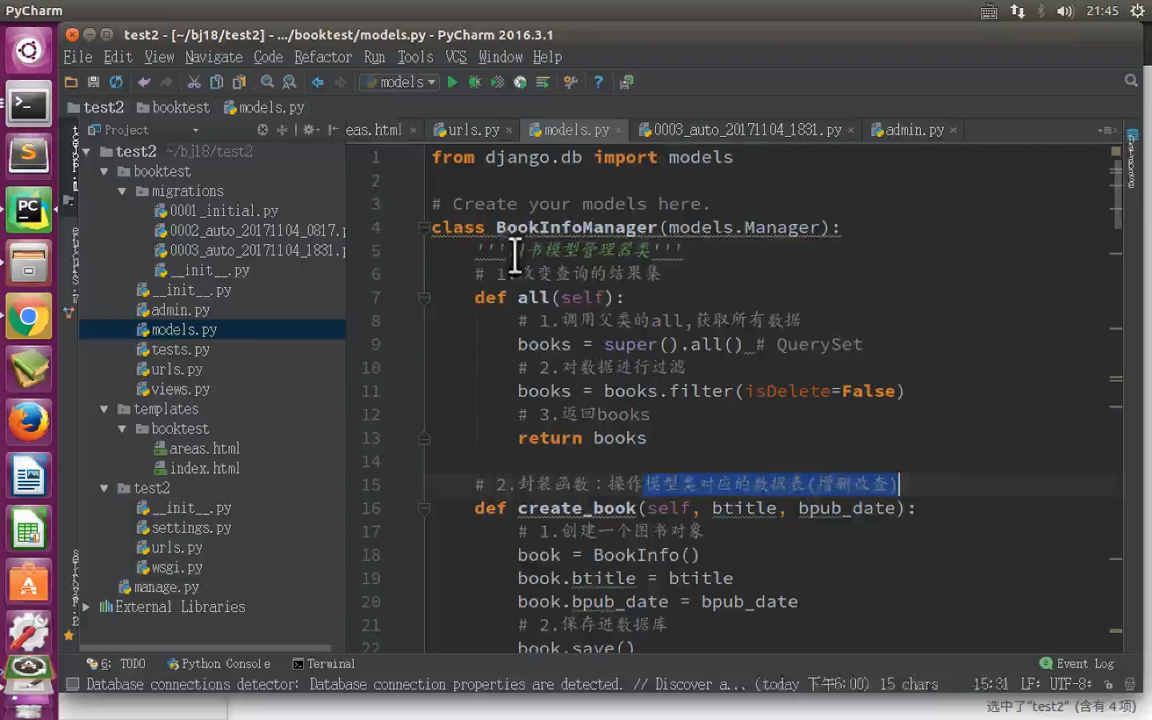 PyCharm
21:45
test2 - [~/bj18/test2] - .../booktest/models.py - PyCharm 2016.3.1
File Edit View Navigate Code Refactor Run Tools VCS Window Help
models
test2 booktest models.py
Project
eas.html urls.py models.py 0003_auto_20171104_1831.py admin.py
test2 ~/bj18/test2
booktest
migrations
0001_initial.py
0002_auto_20171104_0817.p
0003_auto_20171104_1831.p
__init__.py
__init__.py
admin.py
models.py
tests.py
urls.py
views.py
templates
booktest
areas.html
index.html
test2
__init__.py
settings.py
urls.py
wsgi.py
manage.py
External Libraries
1 from django.db import models
2
3 # Create your models here.
4 class BookInfoManager(models.Manager):
5 '''书模型管理器类'''
6 # 1.改变查询的结果集
7 def all(self):
8 # 1.调用父类的all,获取所有数据
9 books = super().all() # QuerySet
10 # 2.对数据进行过滤
11 books = books.filter(isDelete=False)
12 # 3.返回books
13 return books
14
15 # 2.封装函数:操作模型类对应的数据表(增删改查)
16 def create_book(self, btitle, bpub_date):
17 # 1.创建一个图书对象
18 book = BookInfo()
19 book.btitle = btitle
20 book.bpub_date = bpub_date
21 # 2.保存进数据库
22 book.save()
6: TODO Python Console Terminal Event Log
Database connections detector: Database connection properties are detected. // Discover a... (today 下午6:00) 15 chars 15:31 LF: UTF-8:
选中了"test2" (含有 4 项)